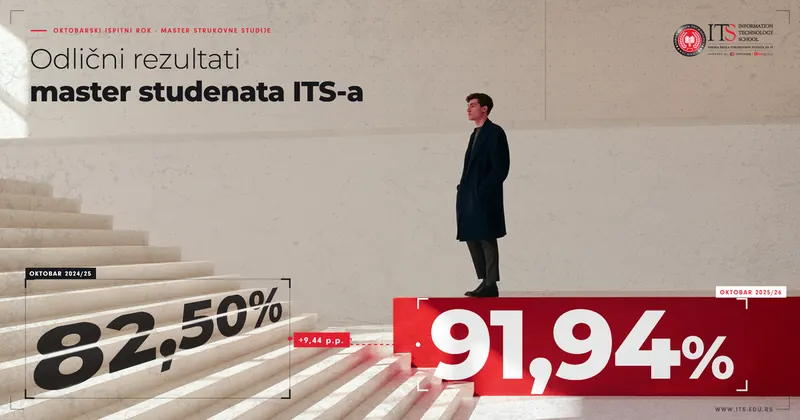 OKTOBARSKI ISPITNI ROK · MASTER STRUKOVNE STUDIJE
Odlični rezultati
master studenata ITS-a
ITS
INFORMATION
TECHNOLOGY
SCHOOL
OKTOBAR 2024/25
82,50%
+9,44 p.p.
OKTOBAR 2025/26
91,94%
WWW.ITS.EDU.RS